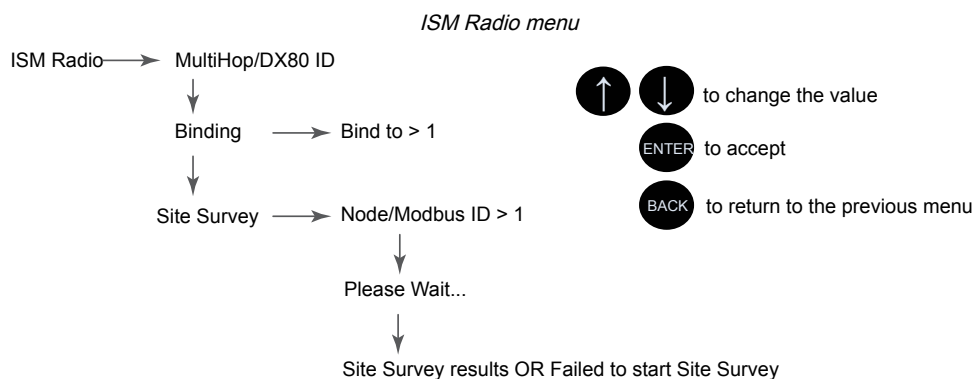 ISM Radio menu
ISM Radio
MultiHop/DX80 ID
Binding
Bind to > 1
Site Survey
Node/Modbus ID > 1
Please Wait...
Site Survey results OR Failed to start Site Survey
to change the value
ENTER to accept
BACK to return to the previous menu